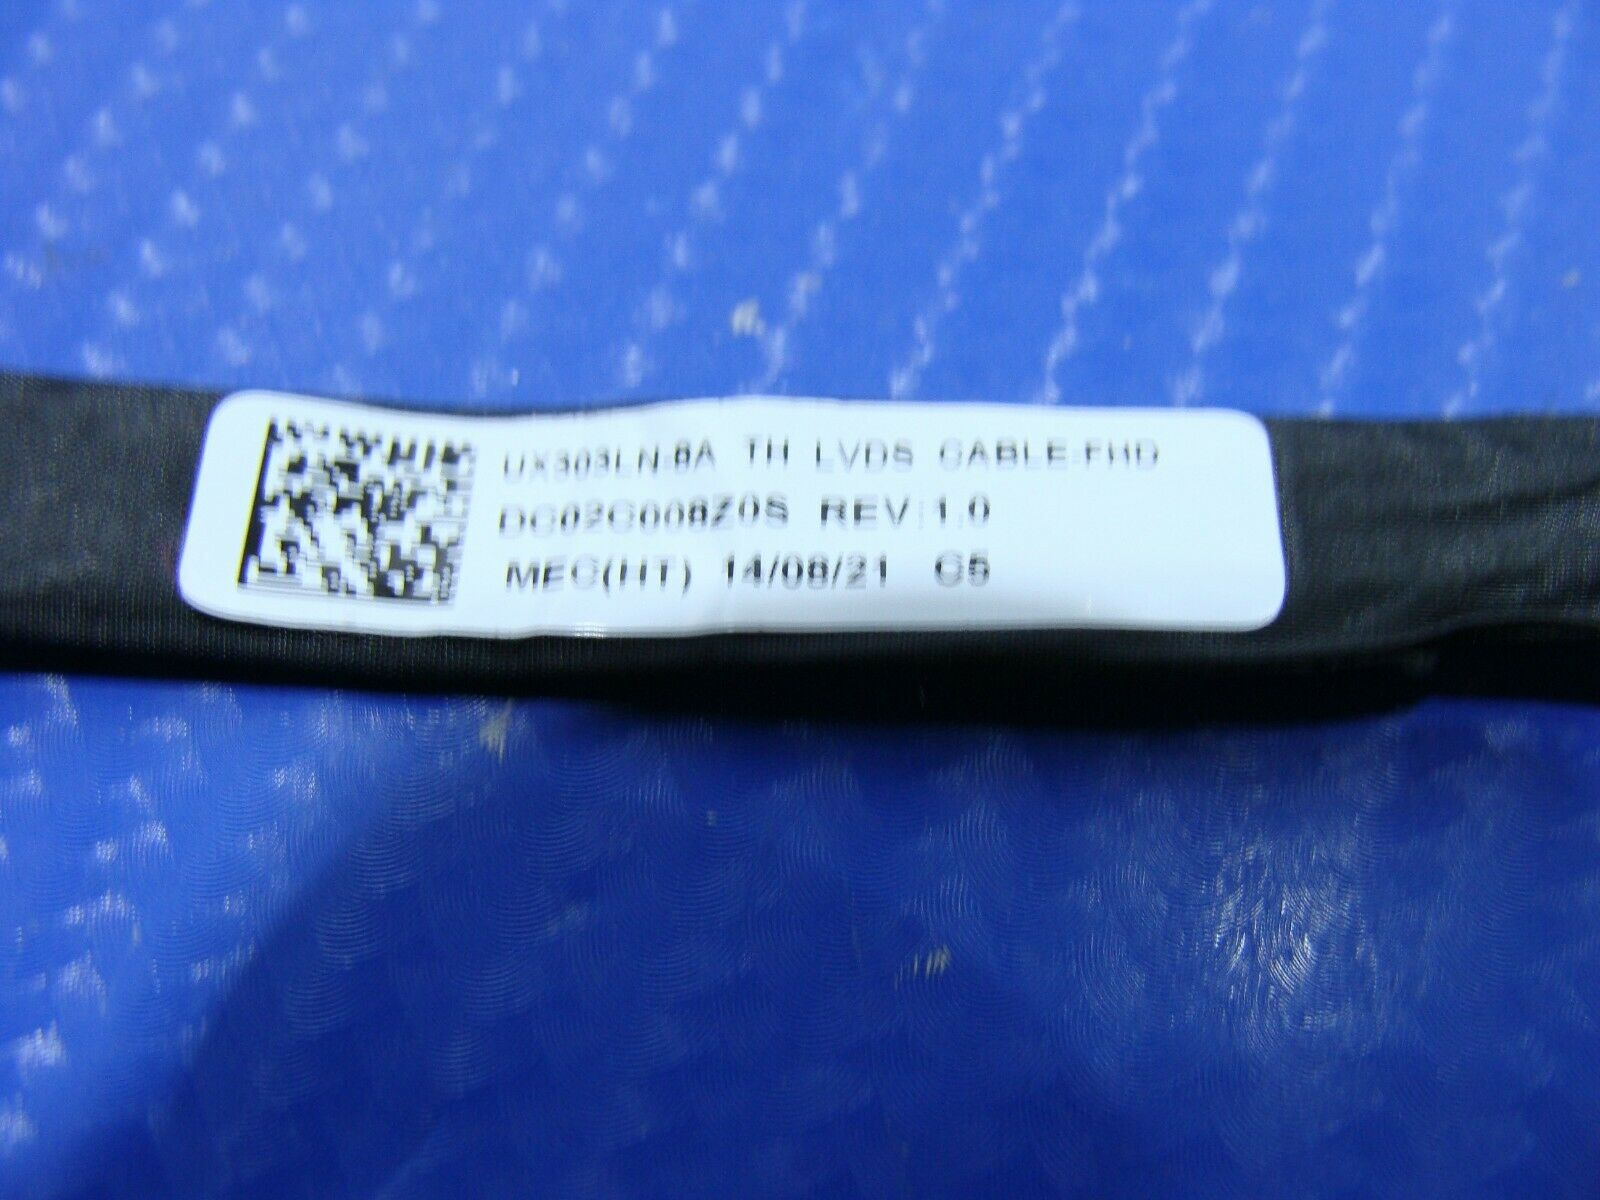 UX303LN-8A TH LVDS CABLE-FHD
DC02C008Z0S REV:1.0
MEC(HT) 14/08/21 C5